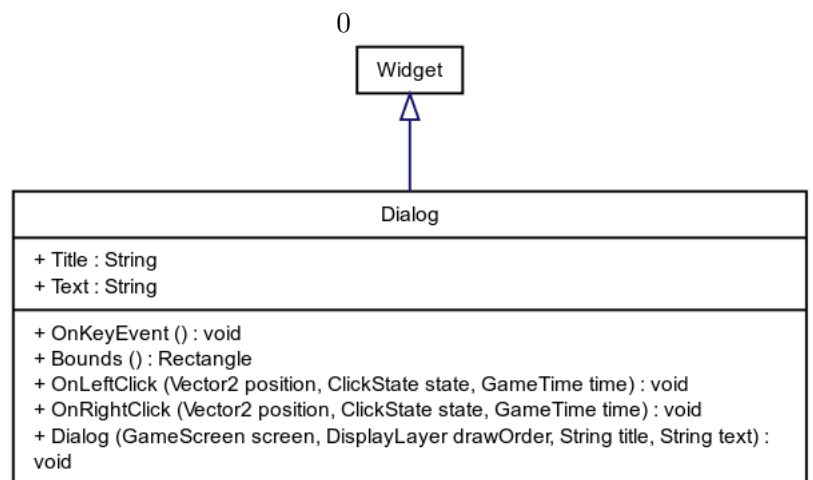 0
Widget
Dialog
+ Title : String
+ Text : String
+ OnKeyEvent () : void
+ Bounds () : Rectangle
+ OnLeftClick (Vector2 position, ClickState state, GameTime time) : void
+ OnRightClick (Vector2 position, ClickState state, GameTime time) : void
+ Dialog (GameScreen screen, DisplayLayer drawOrder, String title, String text) :
void